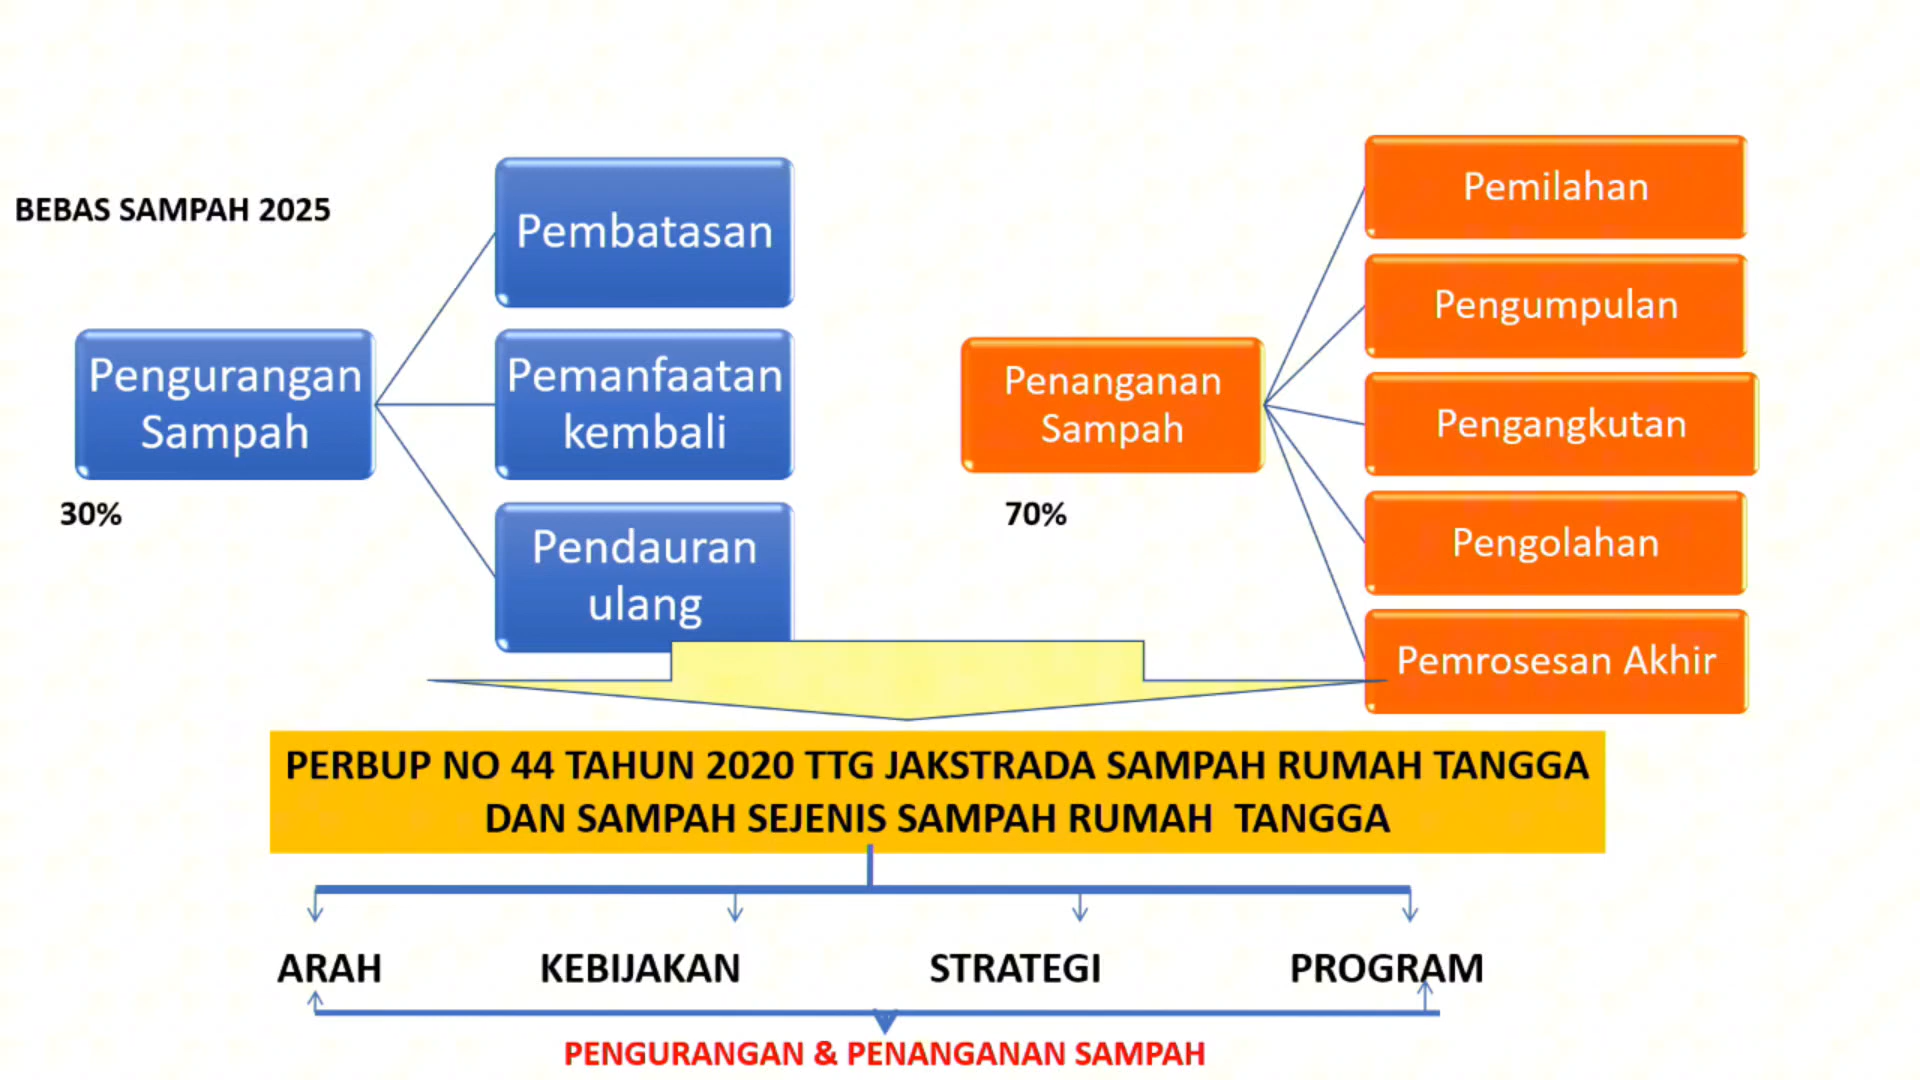 BEBAS SAMPAH 2025
Pengurangan
Sampah
30%
Pembatasan
Pemanfaatan
kembali
Pendauran
ulang
Penanganan
Sampah
70%
Pemilahan
Pengumpulan
Pengangkutan
Pengolahan
Pemrosesan Akhir
PERBUP NO 44 TAHUN 2020 TTG JAKSTRADA SAMPAH RUMAH TANGGA
DAN SAMPAH SEJENIS SAMPAH RUMAH TANGGA
ARAH
KEBIJAKAN
STRATEGI
PROGRAM
PENGURANGAN & PENANGANAN SAMPAH